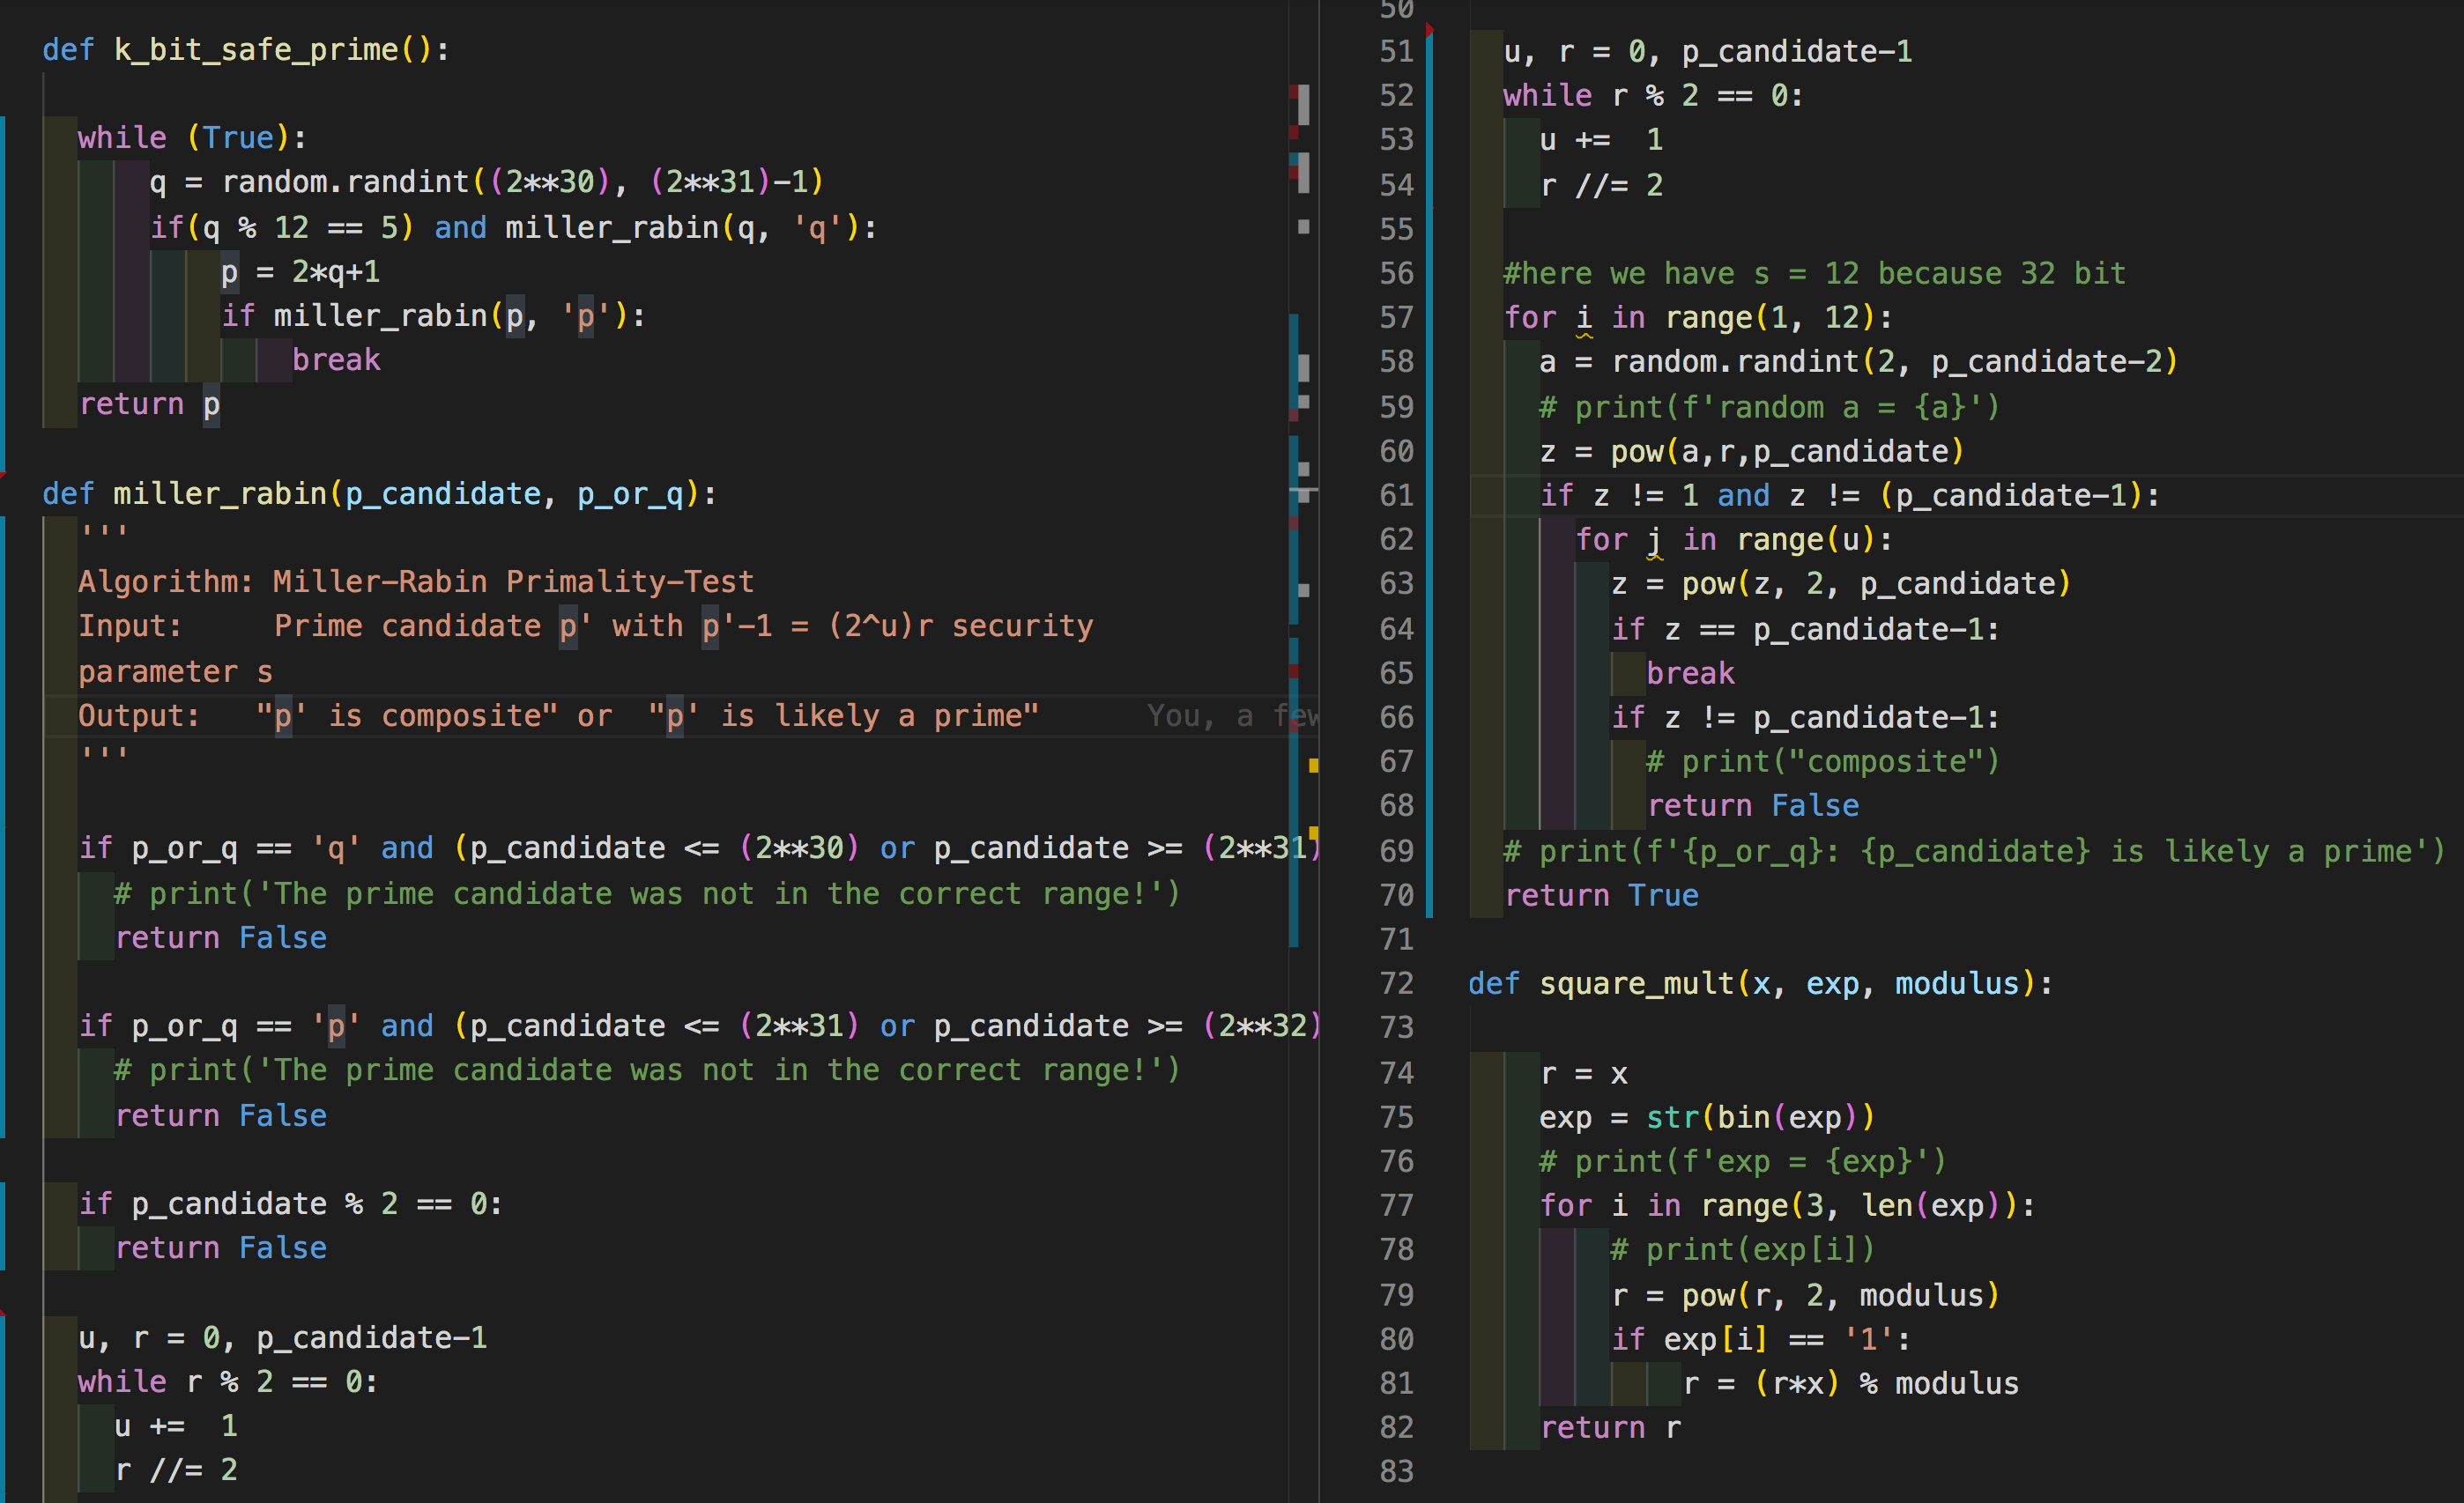 def k_bit_safe_prime():
while (True):
q = random.randint((2**30), (2**31)-1)
if(q % 12 == 5) and miller_rabin(q, 'q'):
p = 2*q+1
if miller_rabin(p, 'p'):
break
return p
def miller_rabin(p_candidate, p_or_q):
'''
Algorithm: Miller-Rabin Primality-Test
Input:     Prime candidate p' with p'-1 = (2^u)r security
parameter s
Output:   "p' is composite" or  "p' is likely a prime"      You, a few
'''
if p_or_q == 'q' and (p_candidate <= (2**30) or p_candidate >= (2**31)
# print('The prime candidate was not in the correct range!')
return False
if p_or_q == 'p' and (p_candidate <= (2**31) or p_candidate >= (2**32)
# print('The prime candidate was not in the correct range!')
return False
if p_candidate % 2 == 0:
return False
u, r = 0, p_candidate-1
while r % 2 == 0:
u +=  1
r //= 2
50
51 u, r = 0, p_candidate-1
52 while r % 2 == 0:
53 u +=  1
54 r //= 2
55
56 #here we have s = 12 because 32 bit
57 for i in range(1, 12):
58 a = random.randint(2, p_candidate-2)
59 # print(f'random a = {a}')
60 z = pow(a,r,p_candidate)
61 if z != 1 and z != (p_candidate-1):
62 for j in range(u):
63 z = pow(z, 2, p_candidate)
64 if z == p_candidate-1:
65 break
66 if z != p_candidate-1:
67 # print("composite")
68 return False
69 # print(f'{p_or_q}: {p_candidate} is likely a prime')
70 return True
71
72 def square_mult(x, exp, modulus):
73
74 r = x
75 exp = str(bin(exp))
76 # print(f'exp = {exp}')
77 for i in range(3, len(exp)):
78 # print(exp[i])
79 r = pow(r, 2, modulus)
80 if exp[i] == '1':
81 r = (r*x) % modulus
82 return r
83